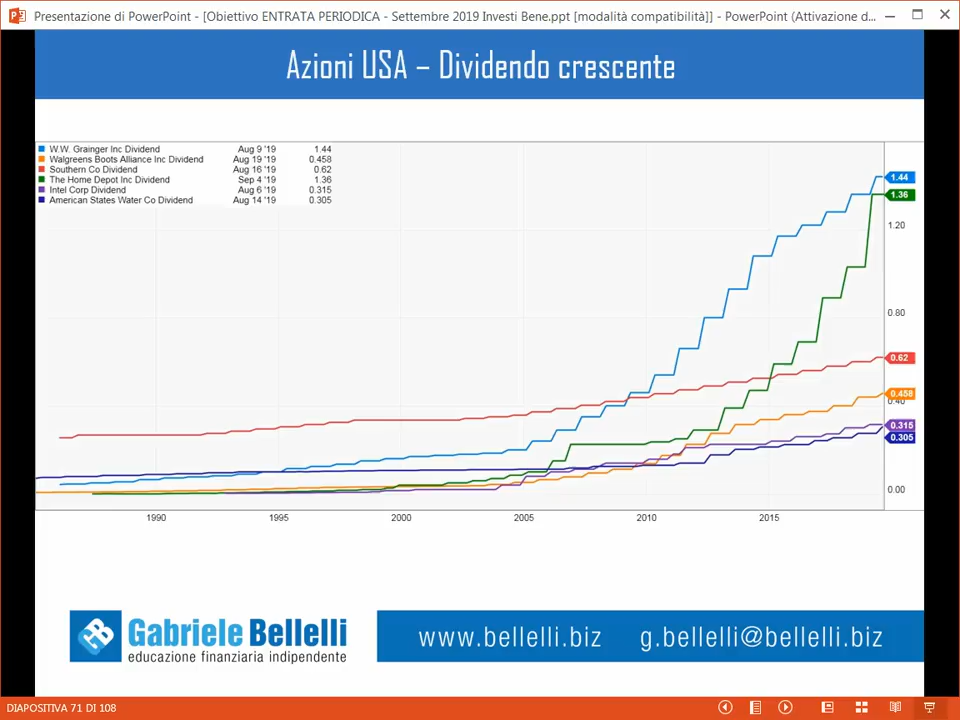 Presentazione di PowerPoint - [Obiettivo ENTRATA PERIODICA - Settembre 2019 Investi Bene.ppt [modalità compatibilità]] - PowerPoint (Attivazione d...
Azioni USA – Dividendo crescente
W.W. Grainger Inc Dividend Aug 9 '19 1.44
Walgreens Boots Alliance Inc Dividend Aug 19 '19 0.458
Southern Co Dividend Aug 16 '19 0.62
The Home Depot Inc Dividend Sep 4 '19 1.36
Intel Corp Dividend Aug 6 '19 0.315
American States Water Co Dividend Aug 14 '19 0.305
1.44
1.36
1.20
0.80
0.62
0.458
0.40
0.315
0.305
0.00
1990 1995 2000 2005 2010 2015
GB Gabriele Bellelli
educazione finanziaria indipendente
www.bellelli.biz g.bellelli@bellelli.biz
DIAPOSITIVA 71 DI 108